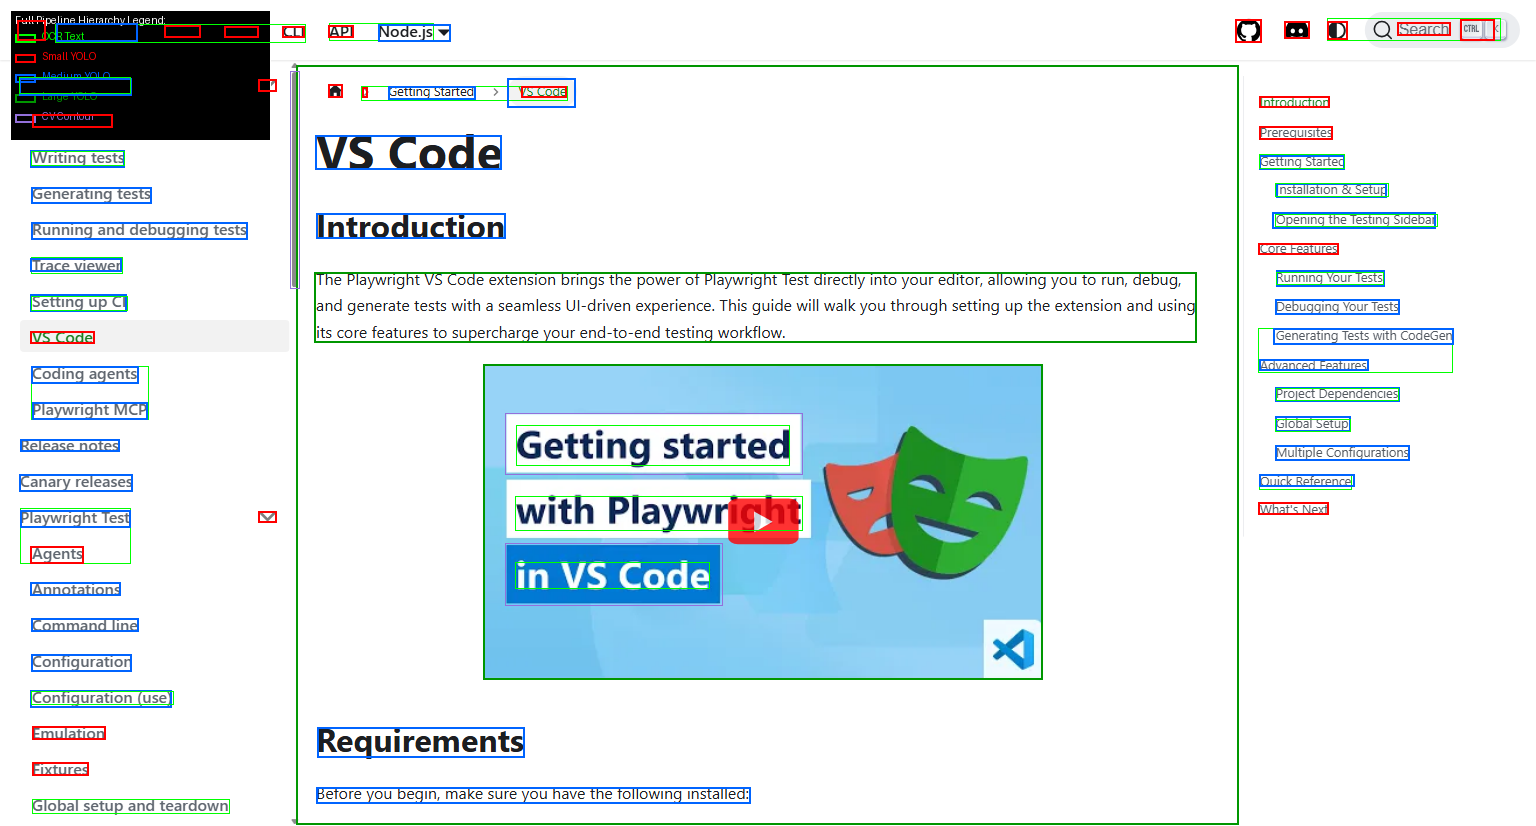 Full Pipeline Hierarchy Legend:
OCR Text
Small YOLO
Medium YOLO
Large YOLO
CV Contour
CLI
API
Node.js
Search
CTRL
Writing tests
Generating tests
Running and debugging tests
Trace viewer
Setting up CI
VS Code
Coding agents
Playwright MCP
Release notes
Canary releases
Playwright Test
Agents
Annotations
Command line
Configuration
Configuration (use)
Emulation
Fixtures
Global setup and teardown
Getting Started
VS Code
VS Code
Introduction
The Playwright VS Code extension brings the power of Playwright Test directly into your editor, allowing you to run, debug,
and generate tests with a seamless UI-driven experience. This guide will walk you through setting up the extension and using
its core features to supercharge your end-to-end testing workflow.
Getting started
with Playwright
in VS Code
Requirements
Before you begin, make sure you have the following installed:
Introduction
Prerequisites
Getting Started
Installation & Setup
Opening the Testing Sidebar
Core Features
Running Your Tests
Debugging Your Tests
Generating Tests with CodeGen
Advanced Features
Project Dependencies
Global Setup
Multiple Configurations
Quick Reference
What's Next